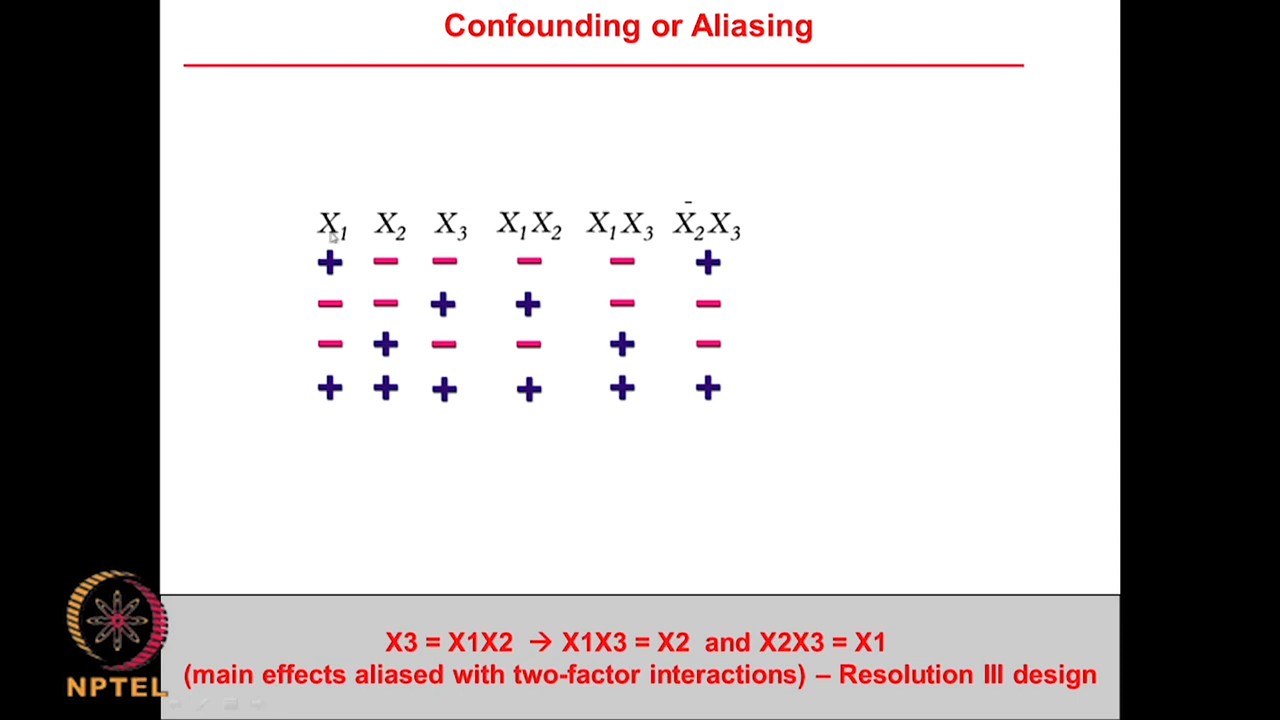 Confounding or Aliasing
X₁ X₂ X₃ X₁X₂ X₁X₃ X̄₂X₃
+ − − − − +
− − + + − −
− + − − + −
+ + + + + +
X3 = X1X2 → X1X3 = X2 and X2X3 = X1
(main effects aliased with two-factor interactions) – Resolution III design
NPTEL